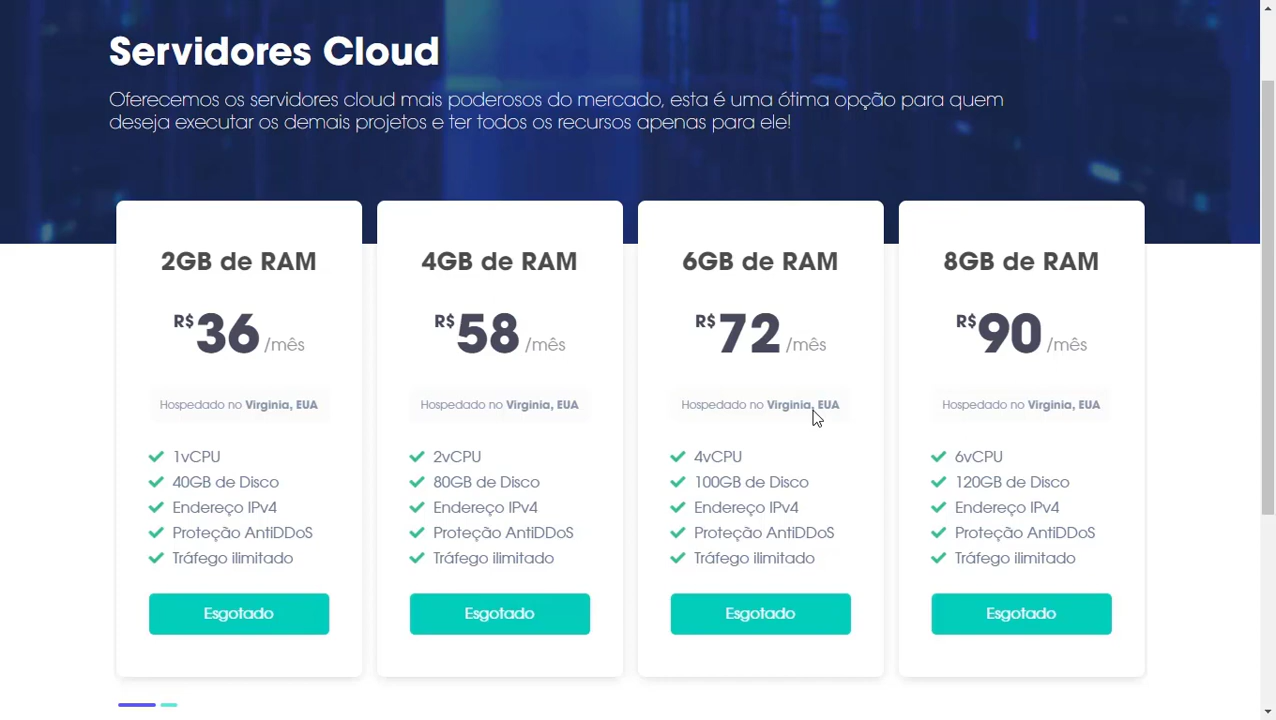 Servidores Cloud
Oferecemos os servidores cloud mais poderosos do mercado, esta é uma ótima opção para quem
deseja executar os demais projetos e ter todos os recursos apenas para ele!
2GB de RAM
R$36 /mês
Hospedado no Virginia, EUA
1vCPU
40GB de Disco
Endereço IPv4
Proteção AntiDDoS
Tráfego ilimitado
Esgotado
4GB de RAM
R$58 /mês
Hospedado no Virginia, EUA
2vCPU
80GB de Disco
Endereço IPv4
Proteção AntiDDoS
Tráfego ilimitado
Esgotado
6GB de RAM
R$72 /mês
Hospedado no Virginia, EUA
4vCPU
100GB de Disco
Endereço IPv4
Proteção AntiDDoS
Tráfego ilimitado
Esgotado
8GB de RAM
R$90 /mês
Hospedado no Virginia, EUA
6vCPU
120GB de Disco
Endereço IPv4
Proteção AntiDDoS
Tráfego ilimitado
Esgotado